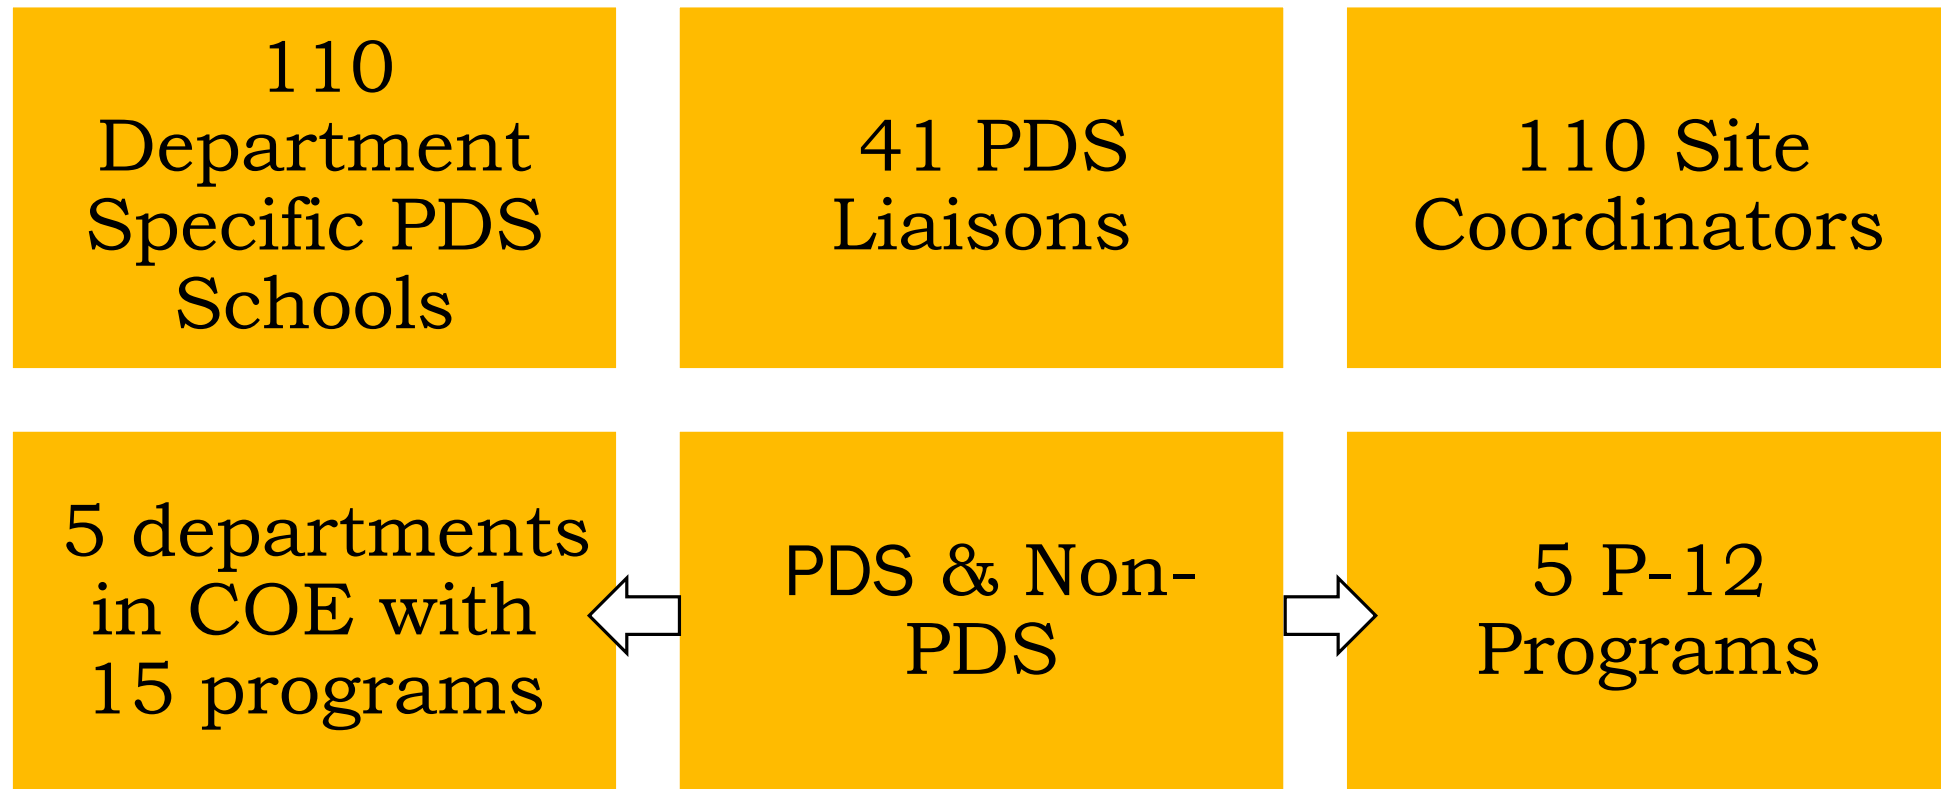 110
Department
Specific PDS
Schools
41 PDS
Liaisons
110 Site
Coordinators
5 departments
in COE with
15 programs
PDS & Non-
PDS
5 P-12
Programs